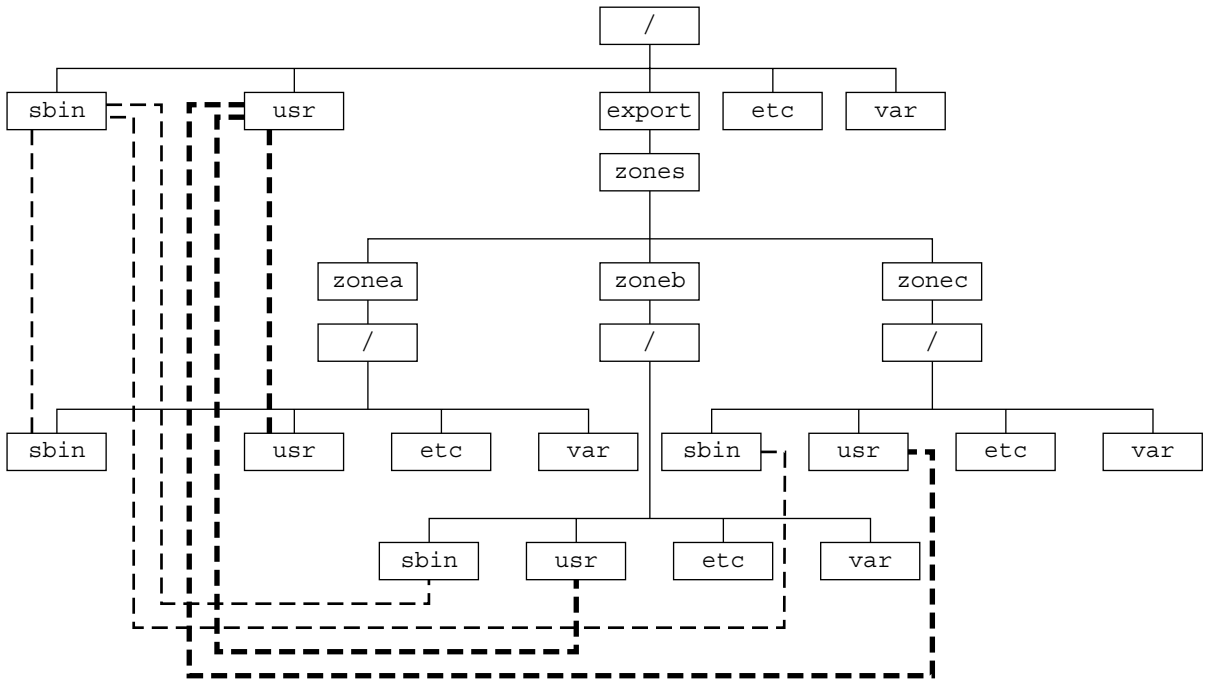 /
sbin usr export etc var
zones
zonea zoneb zonec
/ / /
sbin usr etc var sbin usr etc var
sbin usr etc var